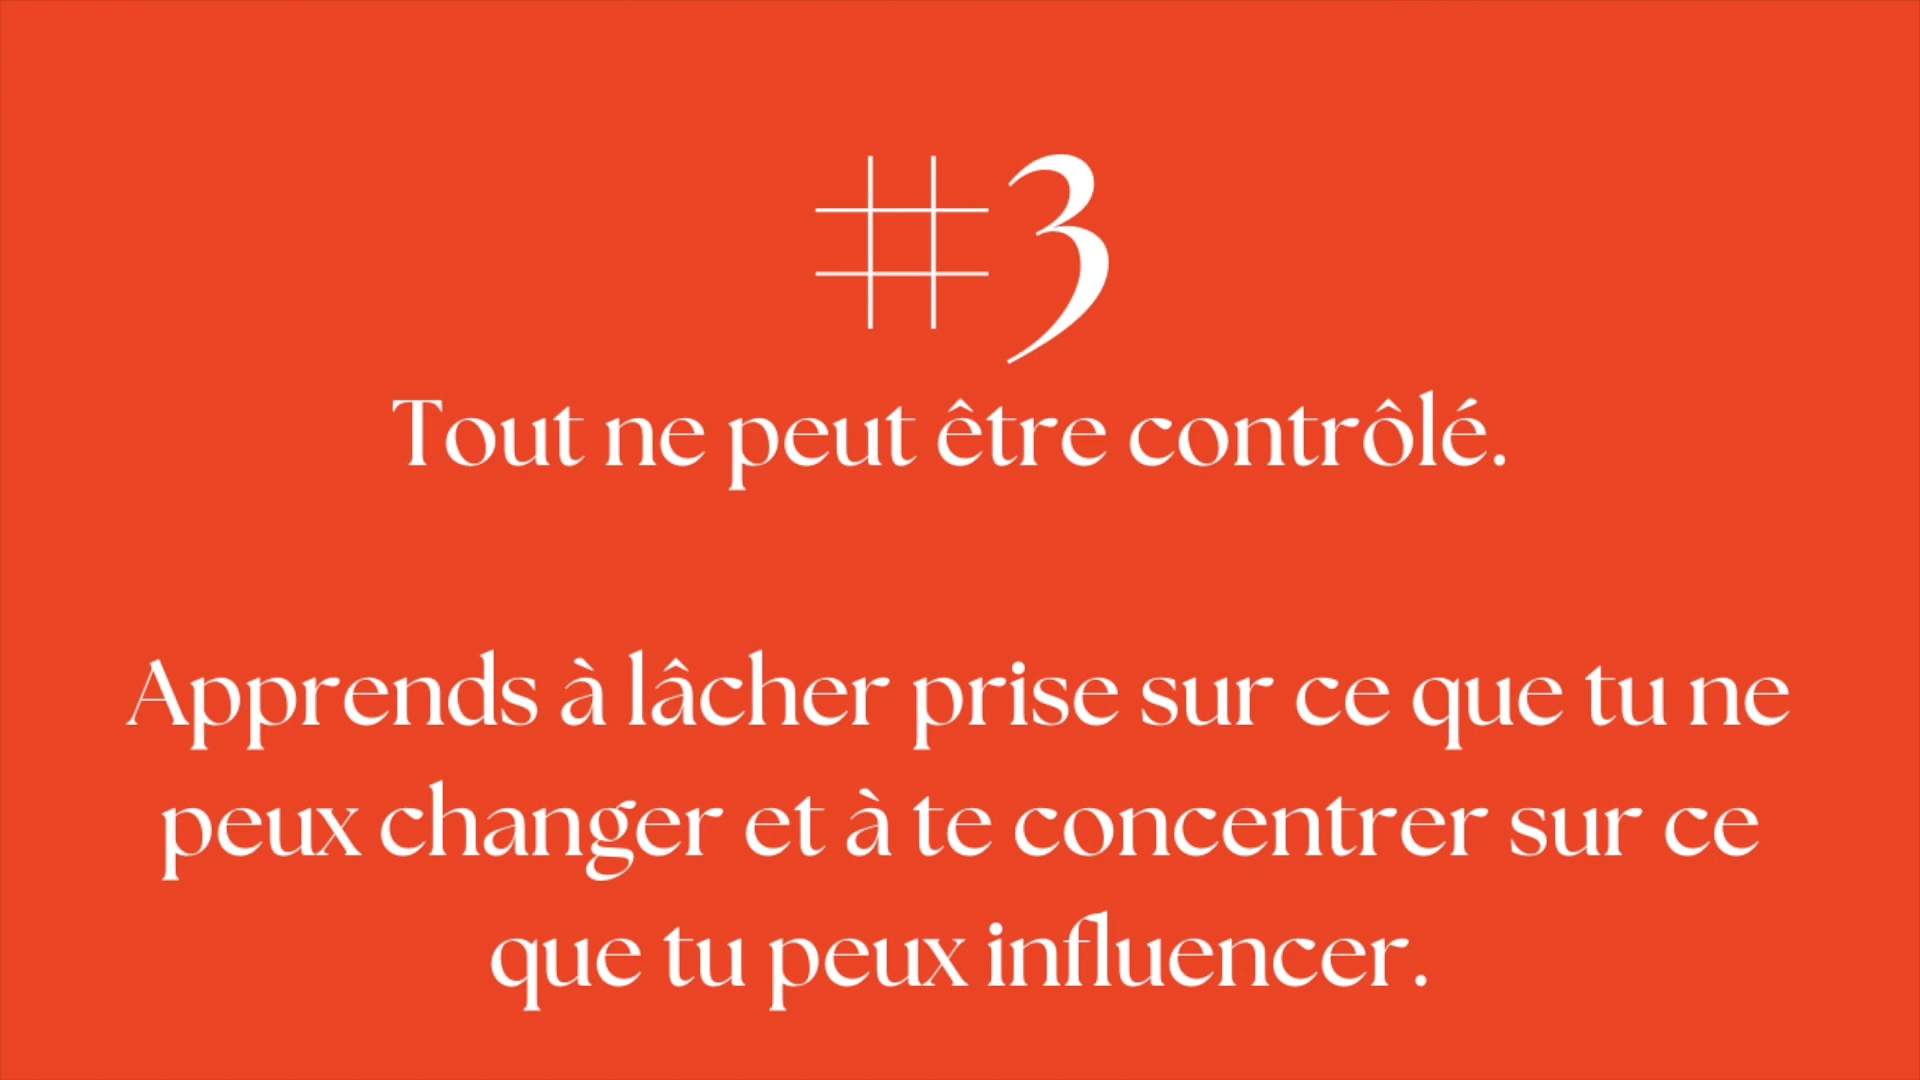 #3
Tout ne peut être contrôlé.
Apprends à lâcher prise sur ce que tu ne
peux changer et à te concentrer sur ce
que tu peux influencer.